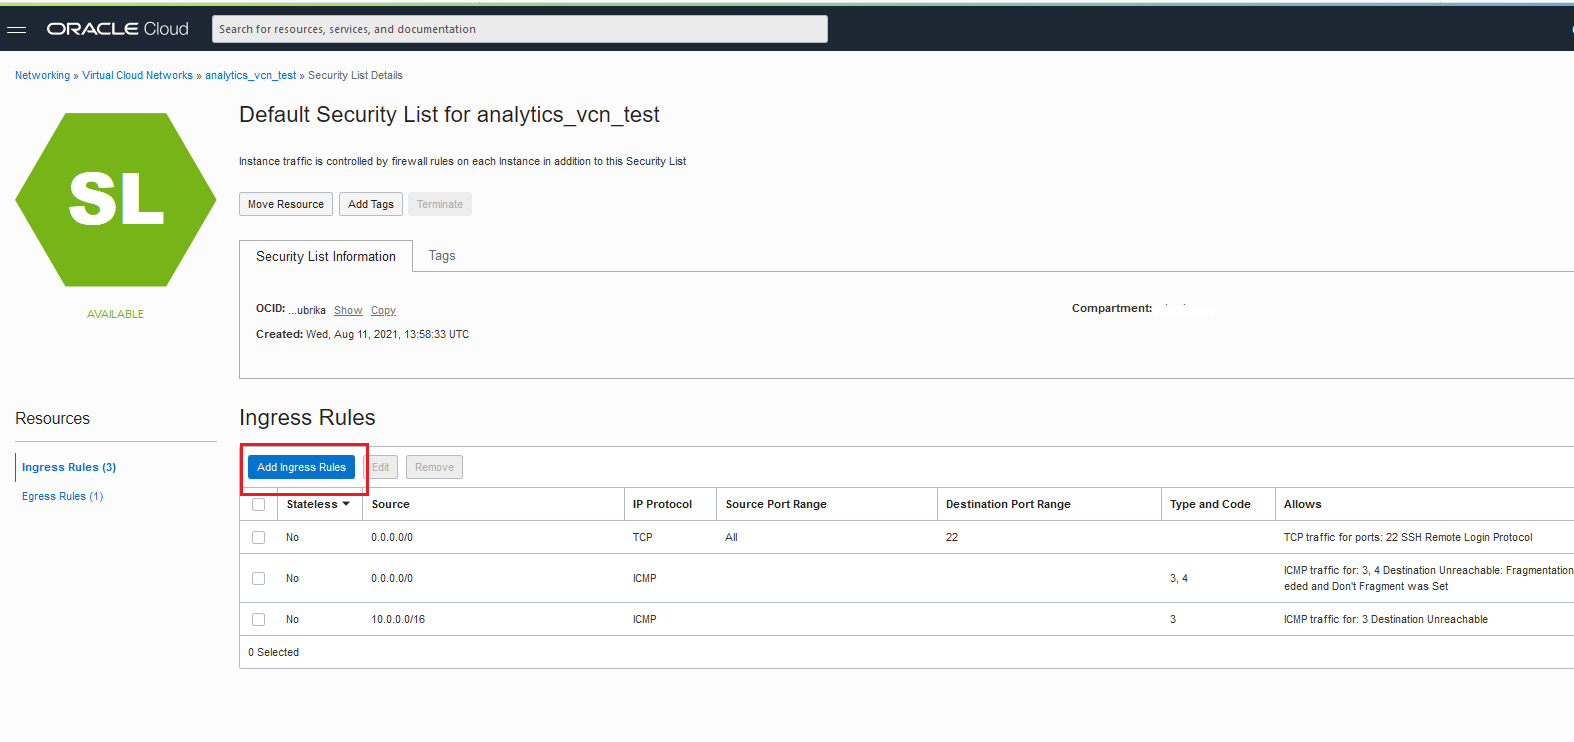 ORACLE Cloud
Search for resources, services, and documentation
Networking » Virtual Cloud Networks » analytics_vcn_test » Security List Details
SL
AVAILABLE
Default Security List for analytics_vcn_test
Instance traffic is controlled by firewall rules on each Instance in addition to this Security List
Move Resource Add Tags Terminate
Security List Information Tags
OCID: ...ubrika Show Copy
Compartment:
Created: Wed, Aug 11, 2021, 13:58:33 UTC
Resources
Ingress Rules (3)
Egress Rules (1)
Ingress Rules
Add Ingress Rules Edit Remove
Stateless Source IP Protocol Source Port Range Destination Port Range Type and Code Allows
No 0.0.0.0/0 TCP All 22 TCP traffic for ports: 22 SSH Remote Login Protocol
No 0.0.0.0/0 ICMP 3, 4 ICMP traffic for: 3, 4 Destination Unreachable: Fragmentation
eded and Don't Fragment was Set
No 10.0.0.0/16 ICMP 3 ICMP traffic for: 3 Destination Unreachable
0 Selected